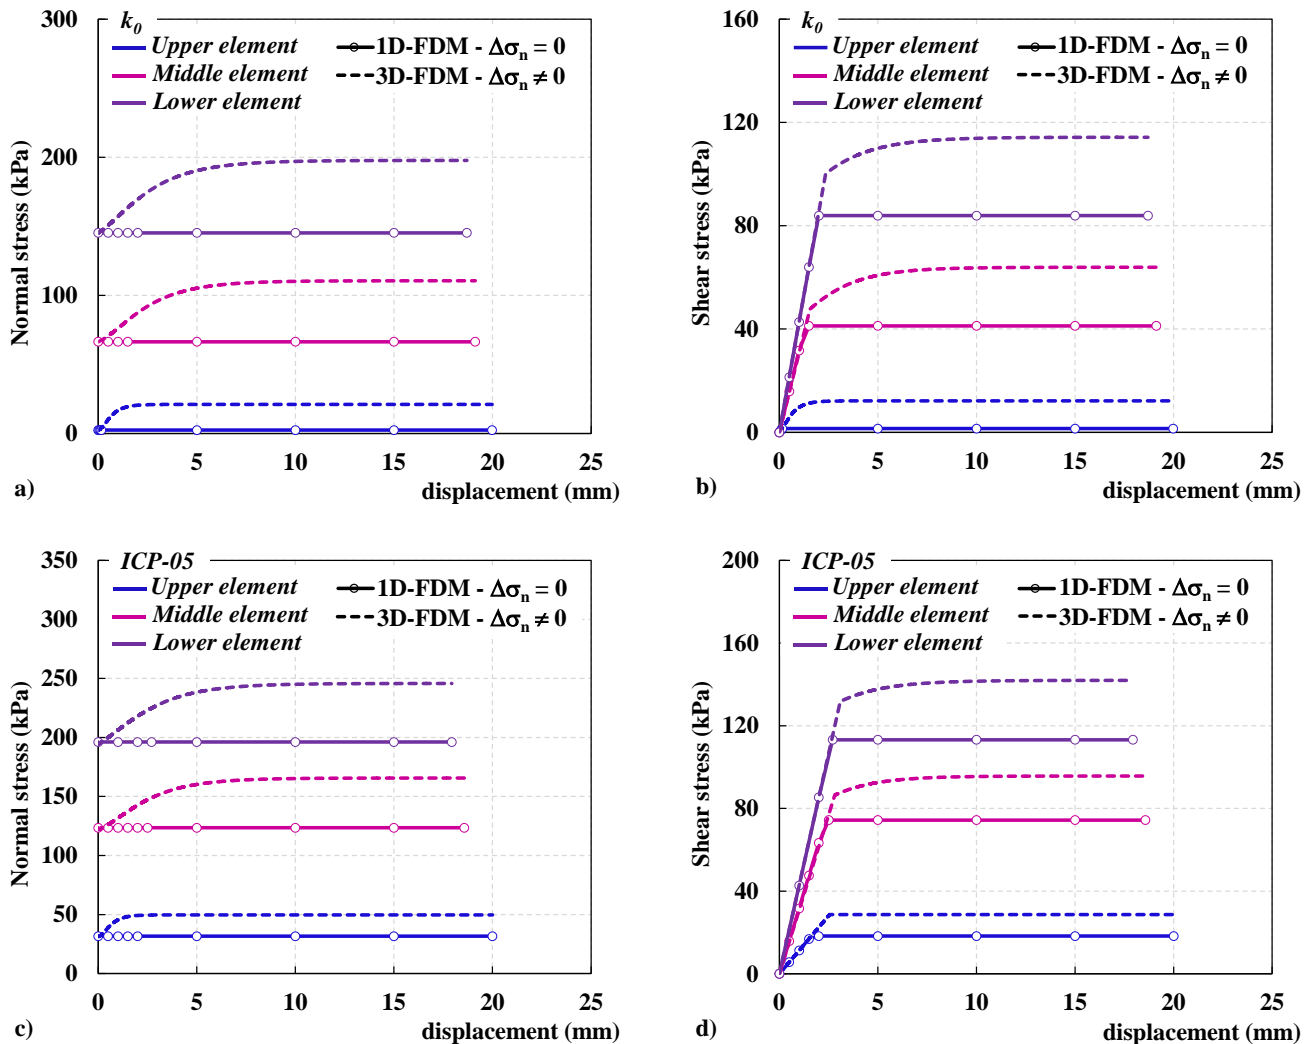 k0
Upper element
Middle element
Lower element
1D-FDM - Δσn = 0
3D-FDM - Δσn ≠ 0
Normal stress (kPa)
300
200
100
0
0 5 10 15 20 25
displacement (mm)
a)
k0
Upper element
Middle element
Lower element
1D-FDM - Δσn = 0
3D-FDM - Δσn ≠ 0
Shear stress (kPa)
160
120
80
40
0
0 5 10 15 20 25
displacement (mm)
b)
ICP-05
Upper element
Middle element
Lower element
1D-FDM - Δσn = 0
3D-FDM - Δσn ≠ 0
Normal stress (kPa)
350
300
250
200
150
100
50
0
0 5 10 15 20 25
displacement (mm)
c)
ICP-05
Upper element
Middle element
Lower element
1D-FDM - Δσn = 0
3D-FDM - Δσn ≠ 0
Shear stress (kPa)
200
160
120
80
40
0
0 5 10 15 20 25
displacement (mm)
d)